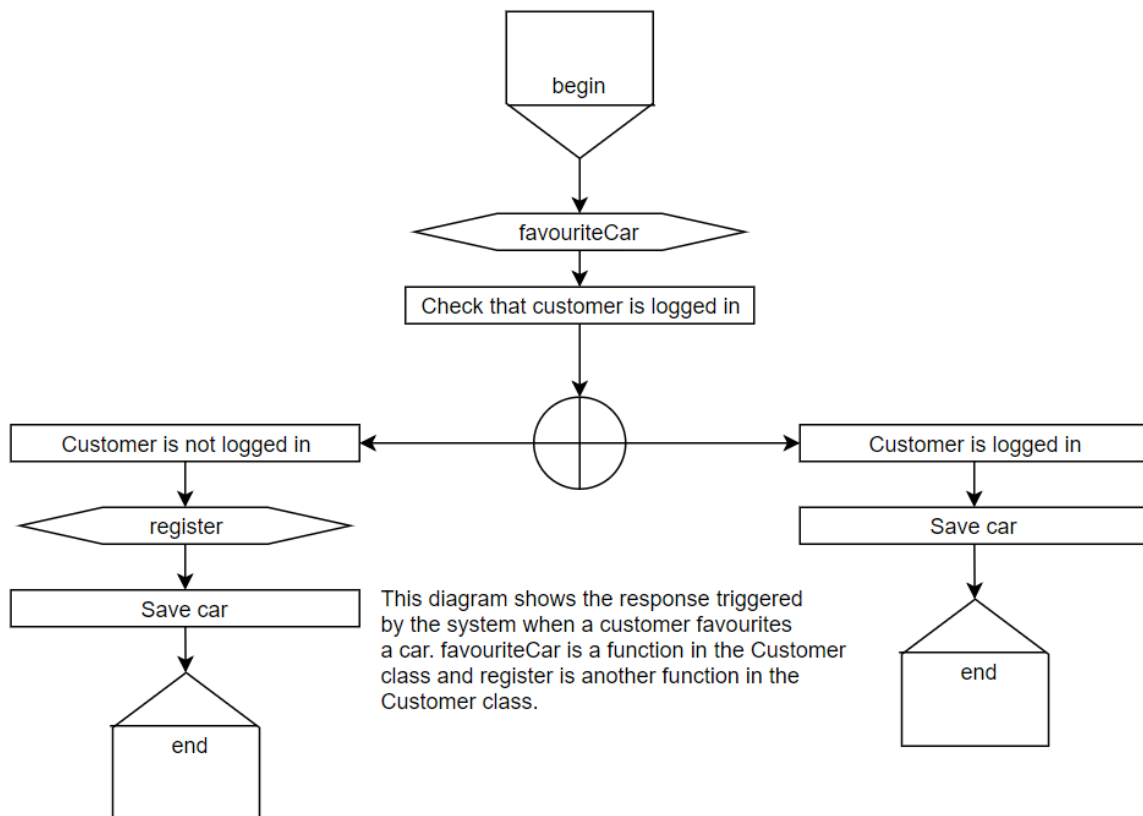 begin
favouriteCar
Check that customer is logged in
Customer is not logged in
Customer is logged in
register
Save car
Save car
This diagram shows the response triggered
by the system when a customer favourites
a car. favouriteCar is a function in the Customer
class and register is another function in the
Customer class.
end
end